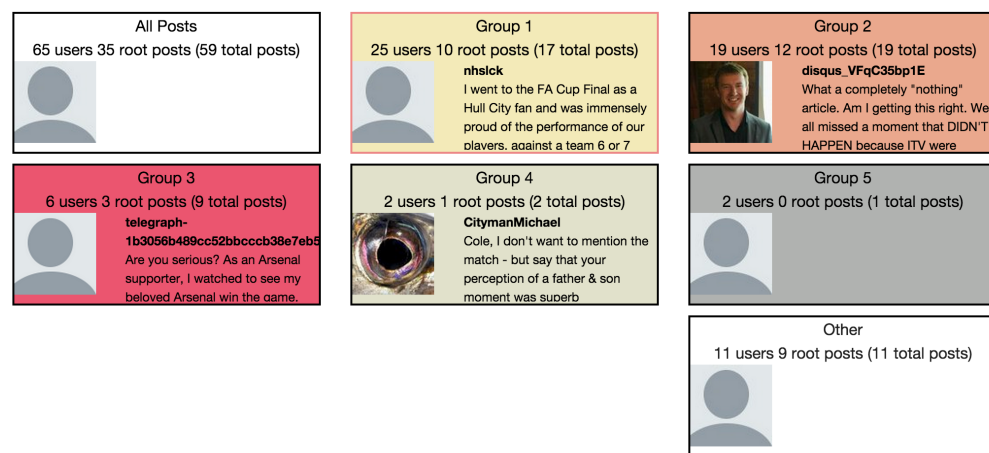 All Posts
65 users 35 root posts (59 total posts)
Group 1
25 users 10 root posts (17 total posts)
nhslck
I went to the FA Cup Final as a
Hull City fan and was immensely
proud of the performance of our
players. against a team 6 or 7
Group 2
19 users 12 root posts (19 total posts)
disqus_VFqC35bp1E
What a completely "nothing"
article. Am I getting this right. We
all missed a moment that DIDN'T
HAPPEN because ITV were
Group 3
6 users 3 root posts (9 total posts)
telegraph-
1b3056b489cc52bbcccb38e7eb5
Are you serious? As an Arsenal
supporter, I watched to see my
beloved Arsenal win the game.
Group 4
2 users 1 root posts (2 total posts)
CitymanMichael
Cole, I don't want to mention the
match - but say that your
perception of a father & son
moment was superb
Group 5
2 users 0 root posts (1 total posts)
Other
11 users 9 root posts (11 total posts)